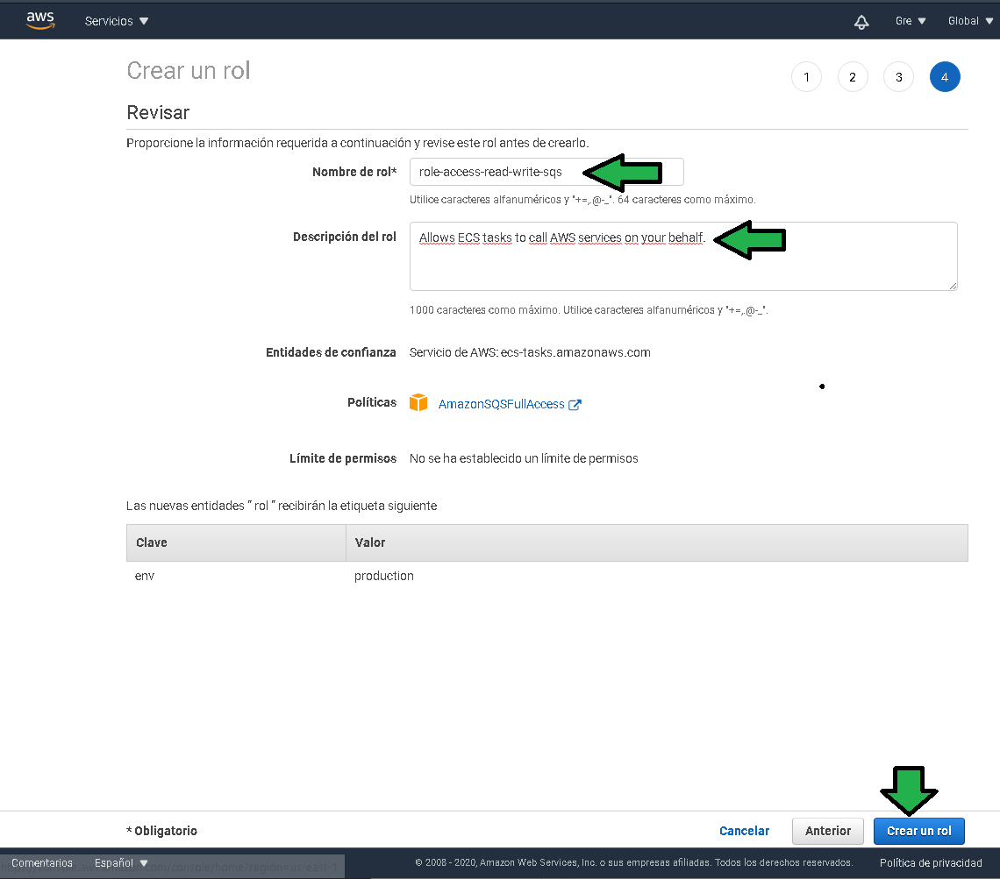 aws Servicios Gre Global
Crear un rol
1 2 3 4
Revisar
Proporcione la información requerida a continuación y revise este rol antes de crearlo.
Nombre de rol* role-access-read-write-sqs
Utilice caracteres alfanuméricos y "+=,.@-_". 64 caracteres como máximo.
Descripción del rol Allows ECS tasks to call AWS services on your behalf.
1000 caracteres como máximo. Utilice caracteres alfanuméricos y "+=,.@-_".
Entidades de confianza Servicio de AWS: ecs-tasks.amazonaws.com
Políticas AmazonSQSFullAccess
Límite de permisos No se ha establecido un límite de permisos
Las nuevas entidades “ rol ” recibirán la etiqueta siguiente
Clave Valor
env production
* Obligatorio Cancelar Anterior Crear un rol
Comentarios Español © 2008 - 2020, Amazon Web Services, Inc. o sus empresas afiliadas. Todos los derechos reservados. Política de privacidad